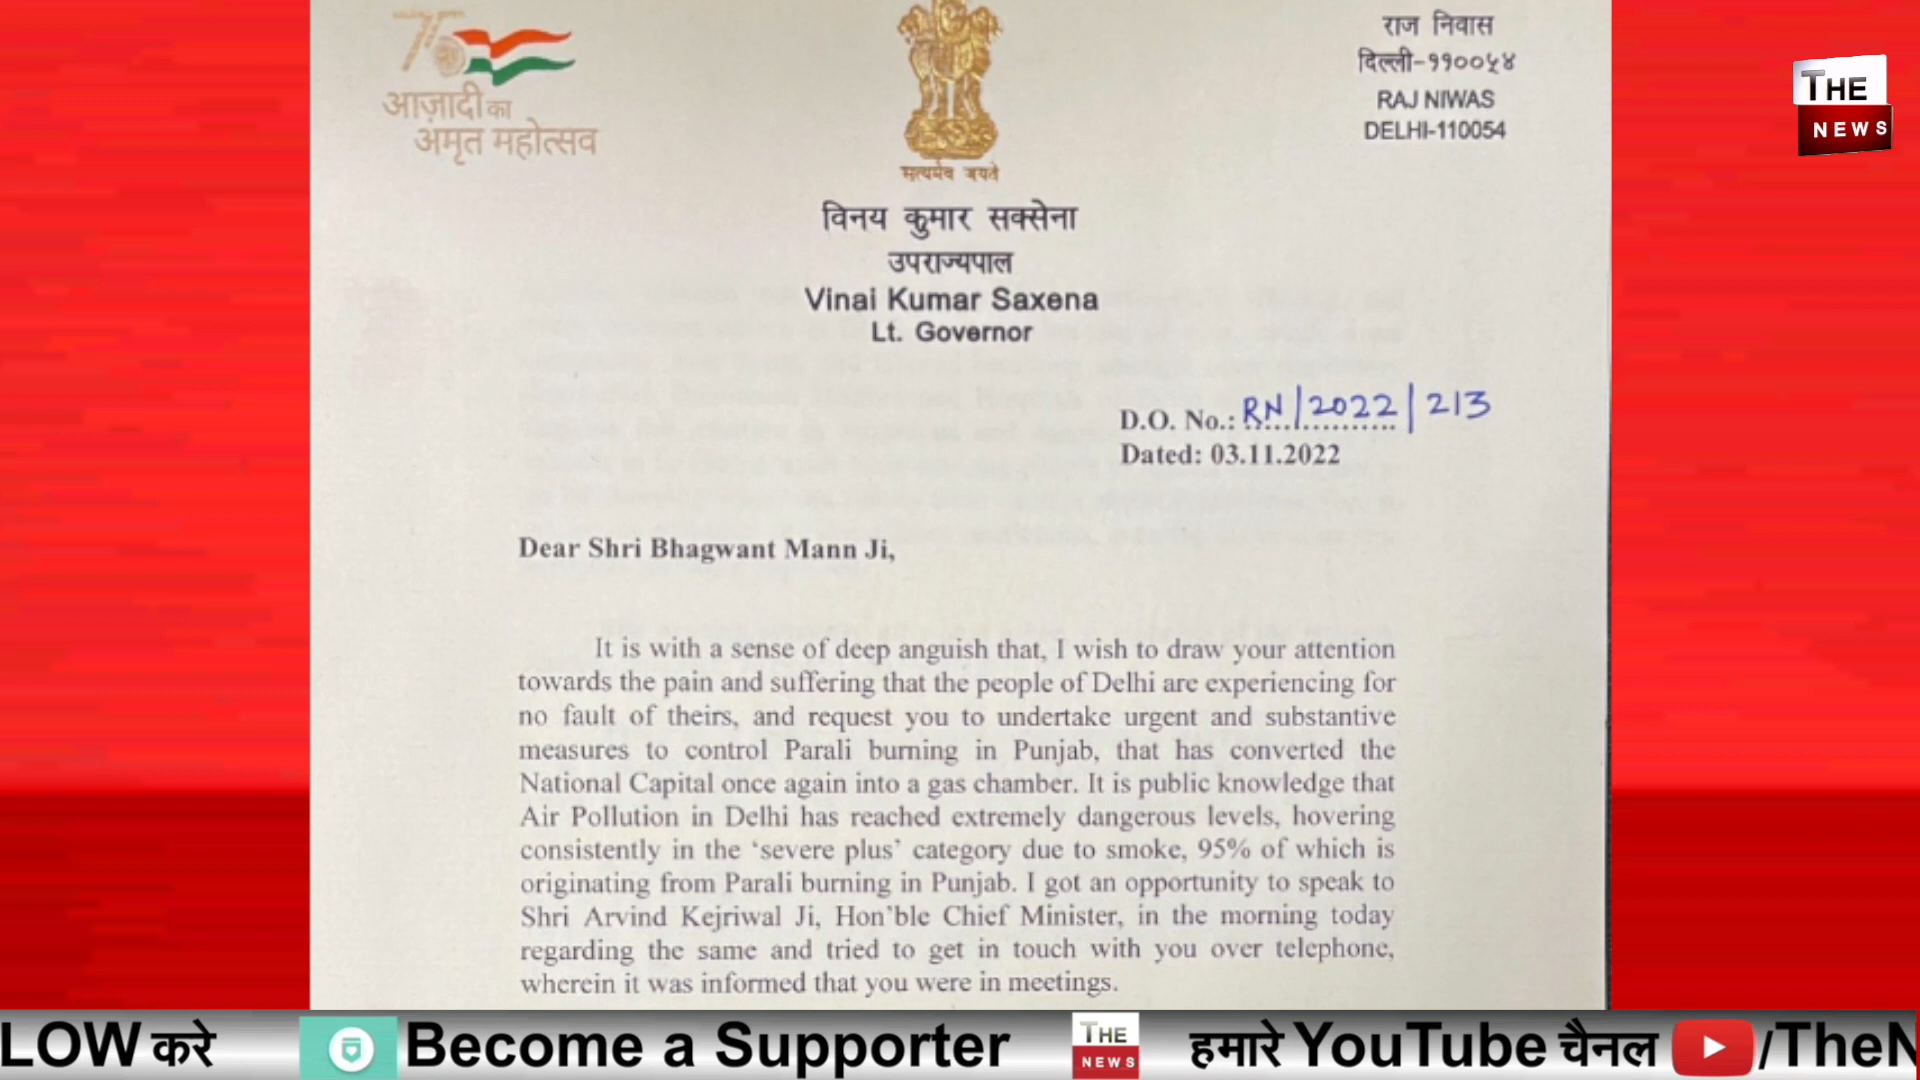 75
आज़ादी का
अमृत महोत्सव
सत्यमेव जयते
राज निवास
दिल्ली-११००५४
RAJ NIWAS
DELHI-110054
THE
NEWS
विनय कुमार सक्सेना
उपराज्यपाल
Vinai Kumar Saxena
Lt. Governor
D.O. No.: RN/2022/213
Dated: 03.11.2022
Dear Shri Bhagwant Mann Ji,
It is with a sense of deep anguish that, I wish to draw your attention
towards the pain and suffering that the people of Delhi are experiencing for
no fault of theirs, and request you to undertake urgent and substantive
measures to control Parali burning in Punjab, that has converted the
National Capital once again into a gas chamber. It is public knowledge that
Air Pollution in Delhi has reached extremely dangerous levels, hovering
consistently in the ‘severe plus’ category due to smoke, 95% of which is
originating from Parali burning in Punjab. I got an opportunity to speak to
Shri Arvind Kejriwal Ji, Hon’ble Chief Minister, in the morning today
regarding the same and tried to get in touch with you over telephone,
wherein it was informed that you were in meetings.
LOW करे Become a Supporter THE NEWS हमारे YouTube चैनल /TheN